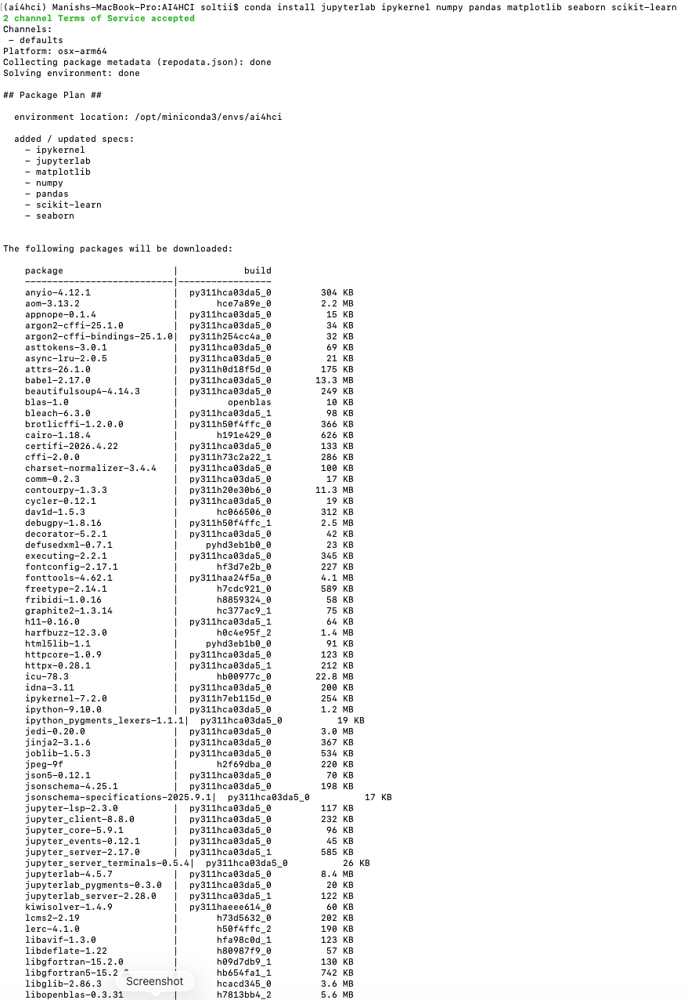 (ai4hci) Manishs-MacBook-Pro:AI4HCI soltii$ conda install jupyterlab ipykernel numpy pandas matplotlib seaborn scikit-learn
2 channel Terms of Service accepted
Channels:
 - defaults
Platform: osx-arm64
Collecting package metadata (repodata.json): done
Solving environment: done

## Package Plan ##

  environment location: /opt/miniconda3/envs/ai4hci

  added / updated specs:
    - ipykernel
    - jupyterlab
    - matplotlib
    - numpy
    - pandas
    - scikit-learn
    - seaborn


The following packages will be downloaded:

    package                    |            build
    ---------------------------|-----------------
    anyio-4.12.1               |  py311hca03da5_0         304 KB
    aom-3.13.2                 |       hce7a89e_0         2.2 MB
    appnope-0.1.4              |  py311hca03da5_0          15 KB
    argon2-cffi-25.1.0         |  py311hca03da5_0          34 KB
    argon2-cffi-bindings-25.1.0|  py311h254cc4a_0          32 KB
    asttokens-3.0.1            |  py311hca03da5_0          69 KB
    async-lru-2.0.5            |  py311hca03da5_0          21 KB
    attrs-26.1.0               |  py311h0d18f5d_0         175 KB
    babel-2.17.0               |  py311hca03da5_0        13.3 MB
    beautifulsoup4-4.14.3      |  py311hca03da5_0         249 KB
    blas-1.0                   |         openblas          10 KB
    bleach-6.3.0               |  py311hca03da5_1          98 KB
    brotlicffi-1.2.0.0         |  py311h50f4ffc_0         366 KB
    cairo-1.18.4               |       h191e429_0         626 KB
    certifi-2026.4.22          |  py311hca03da5_0         133 KB
    cffi-2.0.0                 |  py311h73c2a22_1         286 KB
    charset-normalizer-3.4.4   |  py311hca03da5_0         100 KB
    comm-0.2.3                 |  py311hca03da5_0          17 KB
    contourpy-1.3.3            |  py311h20e30b6_0        11.3 MB
    cycler-0.12.1              |  py311hca03da5_0          19 KB
    dav1d-1.5.3                |       hc066506_0         312 KB
    debugpy-1.8.16             |  py311h50f4ffc_1         2.5 MB
    decorator-5.2.1            |  py311hca03da5_0          42 KB
    defusedxml-0.7.1           |     pyhd3eb1b0_0          23 KB
    executing-2.2.1            |  py311hca03da5_0         345 KB
    fontconfig-2.17.1          |       hf3d7e2b_0         227 KB
    fonttools-4.62.1           |  py311haa24f5a_0         4.1 MB
    freetype-2.14.1            |       h7cdc921_0         589 KB
    fribidi-1.0.16             |       h8859324_0          58 KB
    graphite2-1.3.14           |       hc377ac9_1          75 KB
    h11-0.16.0                 |  py311hca03da5_1          64 KB
    harfbuzz-12.3.0            |       h0c4e95f_2         1.4 MB
    html5lib-1.1               |     pyhd3eb1b0_0          91 KB
    httpcore-1.0.9             |  py311hca03da5_0         123 KB
    httpx-0.28.1               |  py311hca03da5_1         212 KB
    icu-78.3                   |       hb00977c_0        22.8 MB
    idna-3.11                  |  py311hca03da5_0         200 KB
    ipykernel-7.2.0            |  py311h7eb115d_0         254 KB
    ipython-9.10.0             |  py311hca03da5_0         1.2 MB
    ipython_pygments_lexers-1.1.1|  py311hca03da5_0          19 KB
    jedi-0.20.0                |  py311hca03da5_0         3.0 MB
    jinja2-3.1.6               |  py311hca03da5_0         367 KB
    joblib-1.5.3               |  py311hca03da5_0         534 KB
    jpeg-9f                    |       h2f69dba_0         220 KB
    json5-0.12.1               |  py311hca03da5_0          70 KB
    jsonschema-4.25.1          |  py311hca03da5_0         198 KB
    jsonschema-specifications-2025.9.1|  py311hca03da5_0          17 KB
    jupyter-lsp-2.3.0          |  py311hca03da5_0         117 KB
    jupyter_client-8.8.0       |  py311hca03da5_0         232 KB
    jupyter_core-5.9.1         |  py311hca03da5_0          96 KB
    jupyter_events-0.12.1      |  py311hca03da5_0          45 KB
    jupyter_server-2.17.0      |  py311hca03da5_1         585 KB
    jupyter_server_terminals-0.5.4|  py311hca03da5_0          26 KB
    jupyterlab-4.5.7           |  py311hca03da5_0         8.4 MB
    jupyterlab_pygments-0.3.0  |  py311hca03da5_0          20 KB
    jupyterlab_server-2.28.0   |  py311hca03da5_1         122 KB
    kiwisolver-1.4.9           |  py311haeee614_0          60 KB
    lcms2-2.19                 |       h73d5632_0         202 KB
    lerc-4.1.0                 |       h50f4ffc_2         190 KB
    libavif-1.3.0              |       hfa98c0d_1         123 KB
    libdeflate-1.22            |       h80987f9_0          57 KB
    libgfortran-15.2.0         |       h09d7db9_1         130 KB
    libgfortran5-15.2          |       hb654fa1_1         742 KB
    libglib-2.86.3             |       hcacd345_0         3.6 MB
    libopenblas-0.3.31         |       h7813bb4_2         5.6 MB
Screenshot